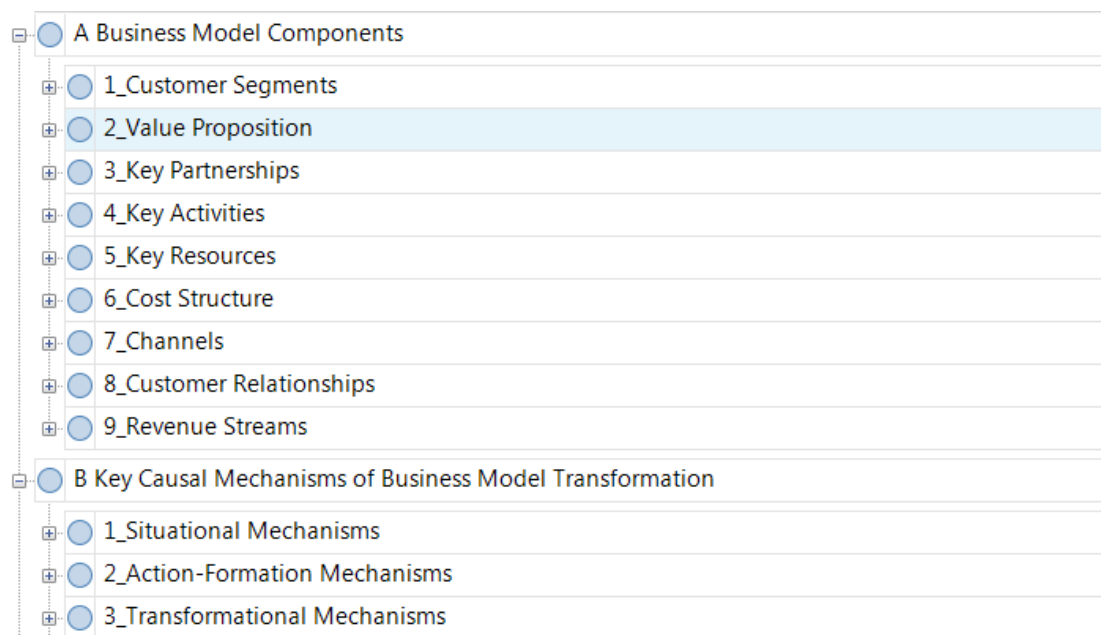 A Business Model Components
1_Customer Segments
2_Value Proposition
3_Key Partnerships
4_Key Activities
5_Key Resources
6_Cost Structure
7_Channels
8_Customer Relationships
9_Revenue Streams
B Key Causal Mechanisms of Business Model Transformation
1_Situational Mechanisms
2_Action-Formation Mechanisms
3_Transformational Mechanisms